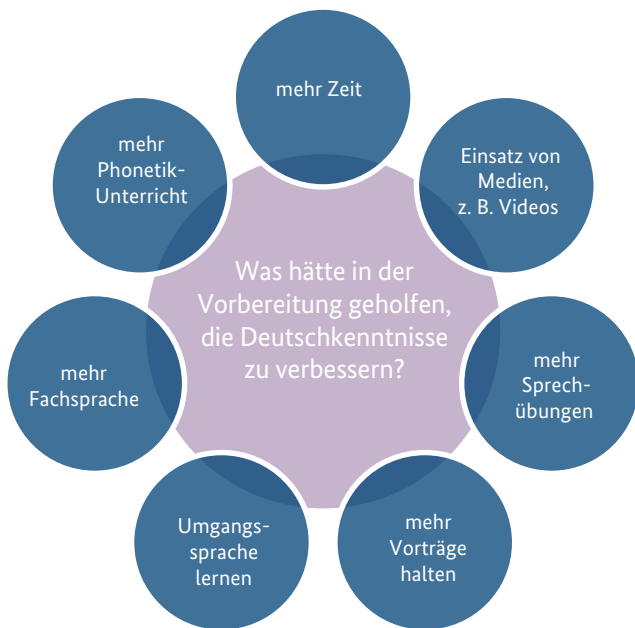 Was hätte in der
Vorbereitung geholfen,
die Deutschkenntnisse
zu verbessern?
mehr Zeit
Einsatz von
Medien,
z. B. Videos
mehr
Sprech-
übungen
mehr
Vorträge
halten
Umgangs-
sprache
lernen
mehr
Fachsprache
mehr
Phonetik-
Unterricht